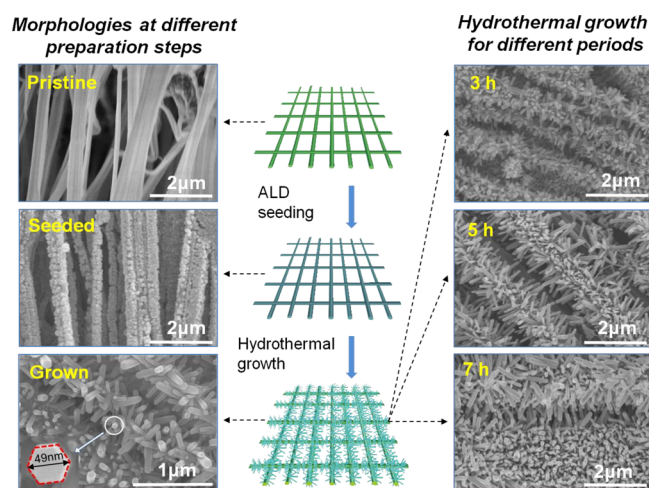 Morphologies at different
preparation steps
Pristine
2μm
Seeded
2μm
Grown
49nm
1μm
ALD
seeding
Hydrothermal
growth
Hydrothermal growth
for different periods
3 h
2μm
5 h
2μm
7 h
2μm